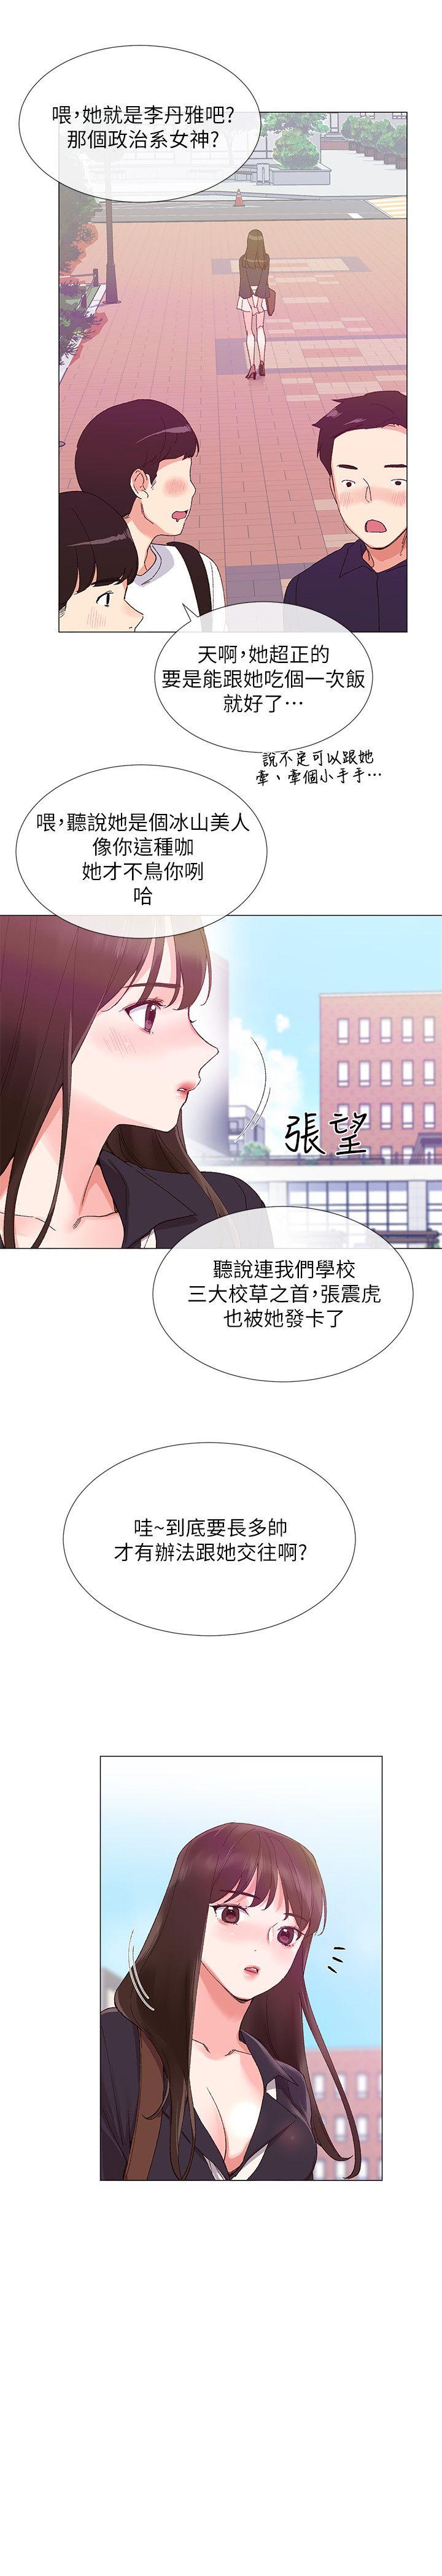 喂,她就是李丹雅吧?
那個政治系女神?
天啊,她超正的
要是能跟她吃個一次飯
就好了…
說不定可以跟她
牽、牽個小手手…
喂,聽說她是個冰山美人
像你這種咖
她才不鳥你咧
哈
張望
聽說連我們學校
三大校草之首,張震虎
也被她發卡了
哇~到底要長多帥
才有辦法跟她交往啊?